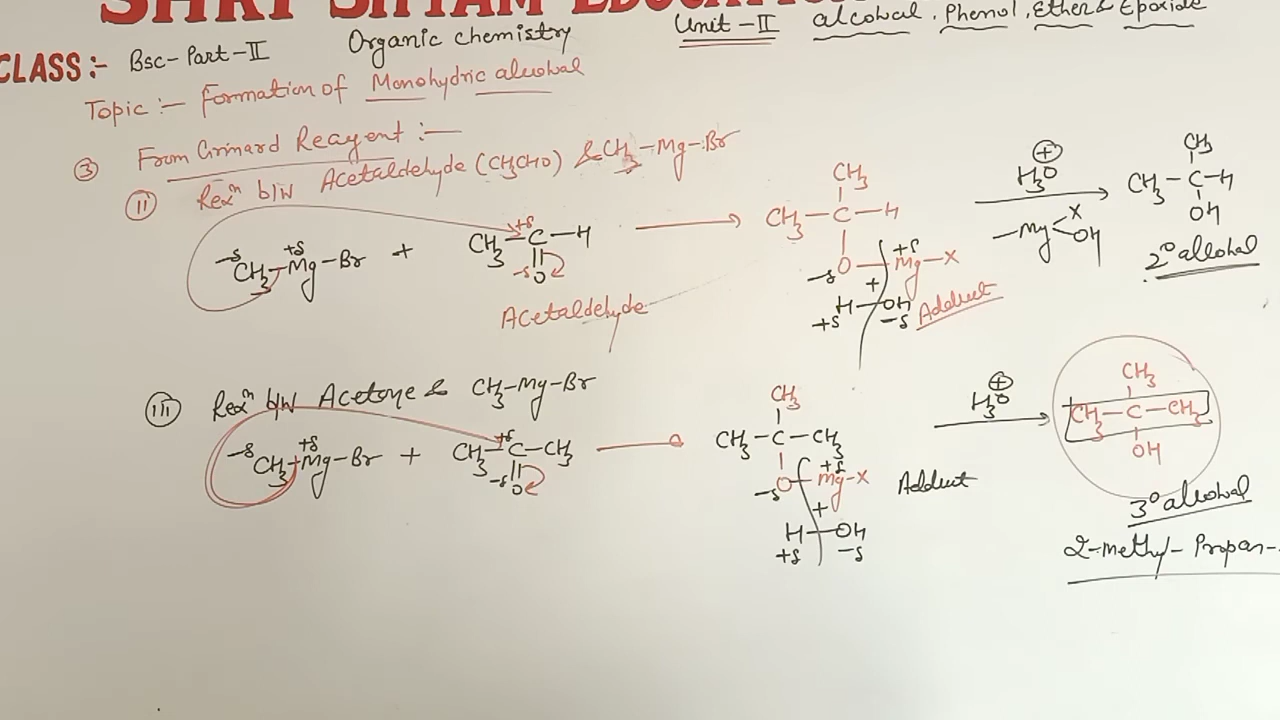 SHRI SHYAM EDUCATION
CLASS:- Bsc-Part-II Organic chemistry Unit-II alcohal, Phenol, Ether & Epoxide
Topic :- Formation of Monohydric alcohal
③ From Grinard Reagent :-
(ii) Rexⁿ b/w Acetaldehyde (CH₃CHO) & CH₃-Mg-Br
CH₃ H₃O⊕ CH₃
-δ CH₃-Mg-Br +δ + CH₃-C-H +δ O -δ CH₃-C-H -Mg<X OH CH₃-C-H
-δ O-Mg-X +δ OH
Acetaldehyde H-OH +δ -δ Adduct 2° alcohal
(iii) Rexⁿ b/w Acetone & CH₃-Mg-Br
CH₃ H₃O⊕ CH₃
-δ CH₃-Mg-Br +δ + CH₃-C-CH₃ +δ O -δ CH₃-C-CH₃ CH₃-C-CH₃
-δ O-Mg-X +δ Adduct OH
+ H-OH +δ -δ 3° alcohal
2-methyl-Propan-